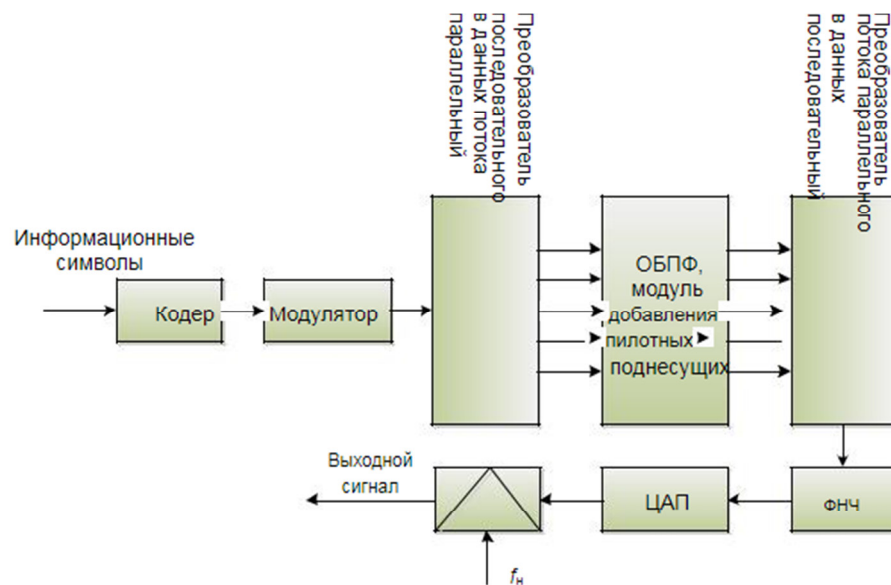 Преобразователь
последовательного
в данных потока
параллельный
Преобразователь
потока параллельного
в данных
последовательный
Информационные
символы
Кодер
Модулятор
ОБПФ,
модуль
добавления
пилотных
поднесущих
Выходной
сигнал
ЦАП
ФНЧ
fн